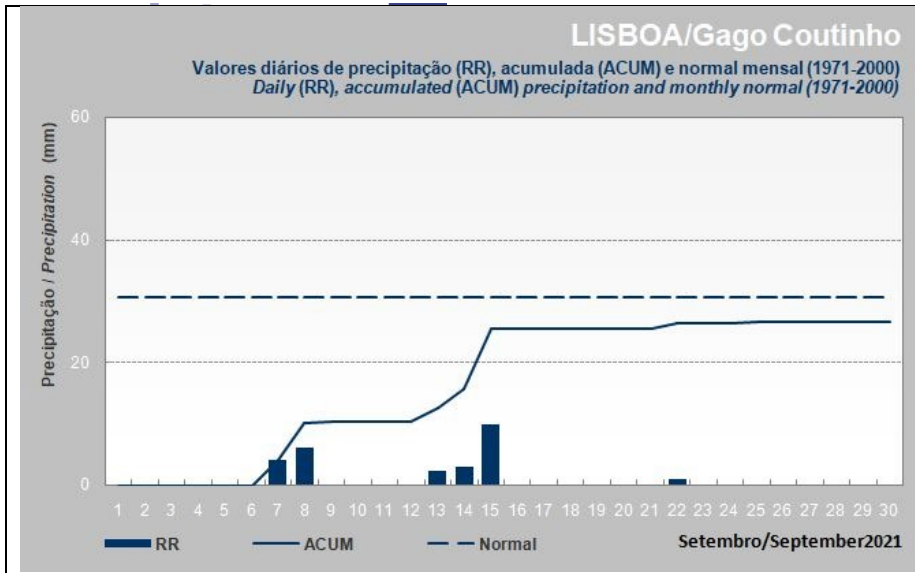 LISBOA/Gago Coutinho
Valores diários de precipitação (RR), acumulada (ACUM) e normal mensal (1971-2000)
Daily (RR), accumulated (ACUM) precipitation and monthly normal (1971-2000)
Precipitação / Precipitation (mm)
60
40
20
0
1 2 3 4 5 6 7 8 9 10 11 12 13 14 15 16 17 18 19 20 21 22 23 24 25 26 27 28 29 30
RR ACUM Normal
Setembro/September2021